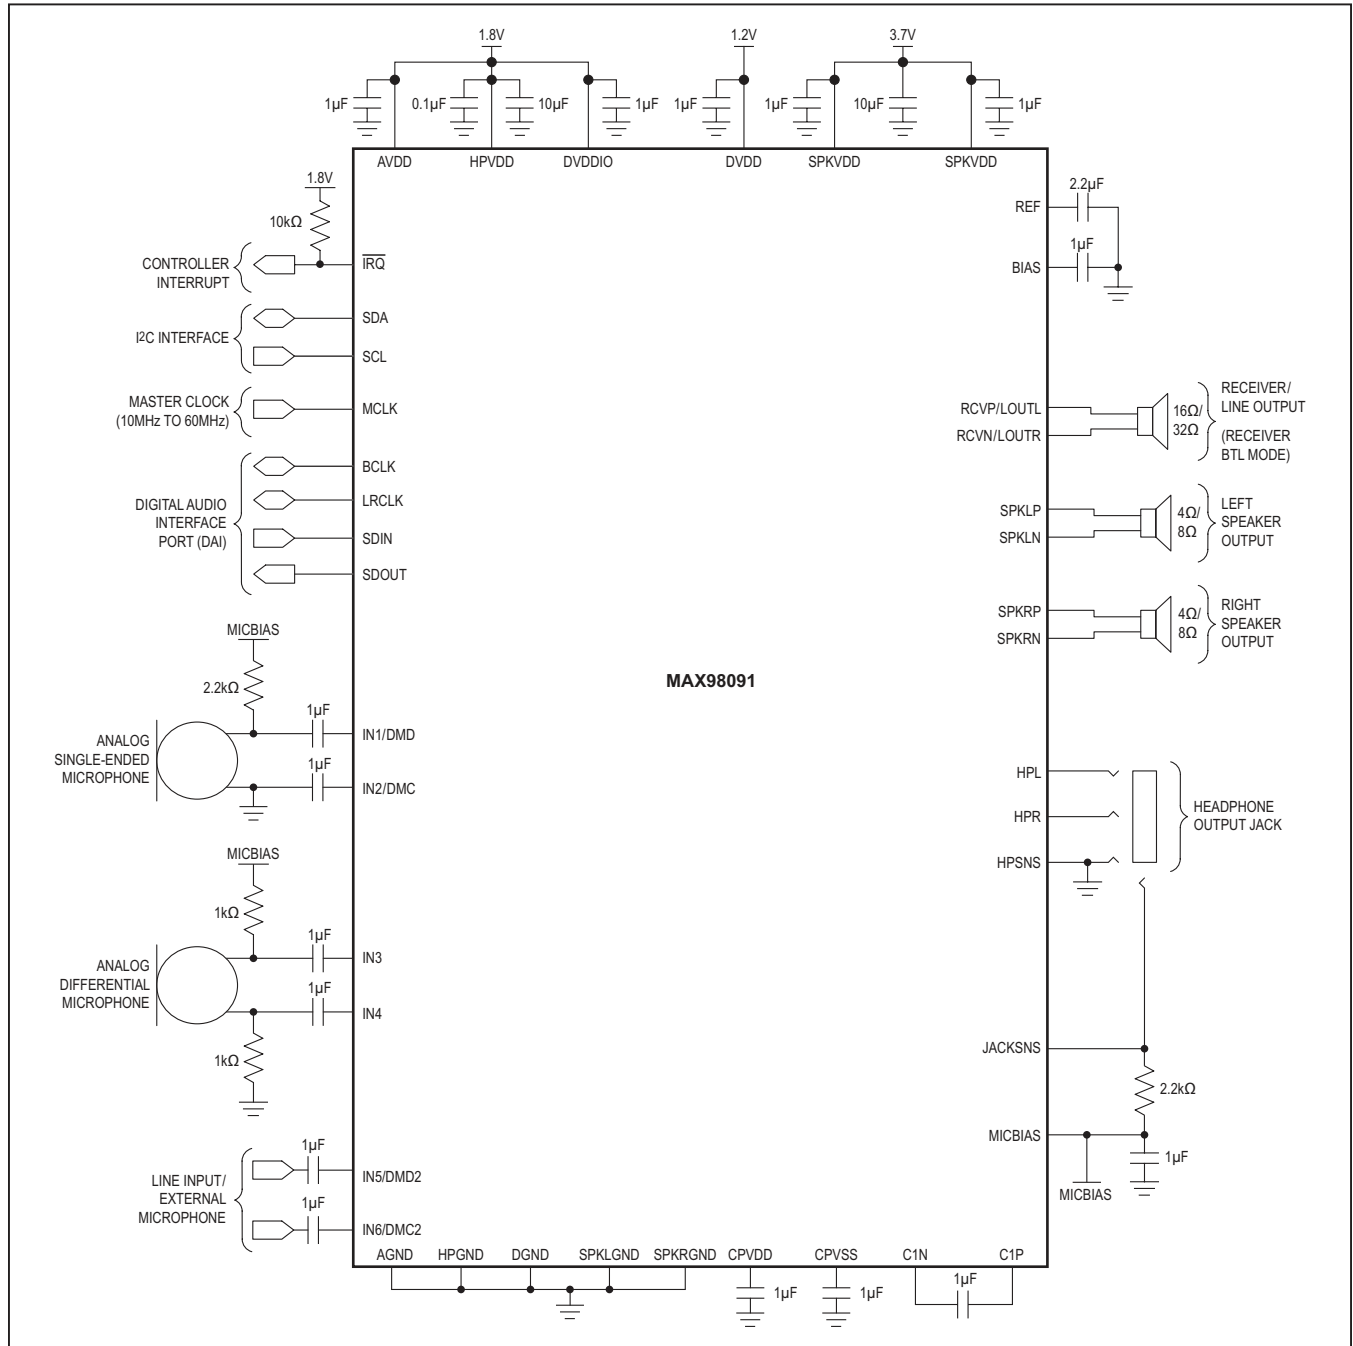 1.8V
1.2V
3.7V
1µF
0.1µF
10µF
1µF
1µF
1µF
10µF
1µF
AVDD
HPVDD
DVDDIO
DVDD
SPKVDD
SPKVDD
1.8V
10kΩ
CONTROLLER
INTERRUPT
IRQ
I2C INTERFACE
SDA
SCL
MASTER CLOCK
(10MHz TO 60MHz)
MCLK
DIGITAL AUDIO
INTERFACE
PORT (DAI)
BCLK
LRCLK
SDIN
SDOUT
MICBIAS
2.2kΩ
1µF
ANALOG
SINGLE-ENDED
MICROPHONE
IN1/DMD
1µF
IN2/DMC
MICBIAS
1kΩ
1µF
ANALOG
DIFFERENTIAL
MICROPHONE
IN3
1µF
IN4
1kΩ
1µF
LINE INPUT/
EXTERNAL
MICROPHONE
IN5/DMD2
1µF
IN6/DMC2
MAX98091
2.2µF
REF
1µF
BIAS
RCVP/LOUTL
RCVN/LOUTR
16Ω/
32Ω
RECEIVER/
LINE OUTPUT
(RECEIVER
BTL MODE)
SPKLP
SPKLN
4Ω/
8Ω
LEFT
SPEAKER
OUTPUT
SPKRP
SPKRN
4Ω/
8Ω
RIGHT
SPEAKER
OUTPUT
HPL
HPR
HPSNS
HEADPHONE
OUTPUT JACK
JACKSNS
2.2kΩ
MICBIAS
1µF
MICBIAS
AGND
HPGND
DGND
SPKLGND
SPKRGND
CPVDD
CPVSS
C1N
C1P
1µF
1µF
1µF